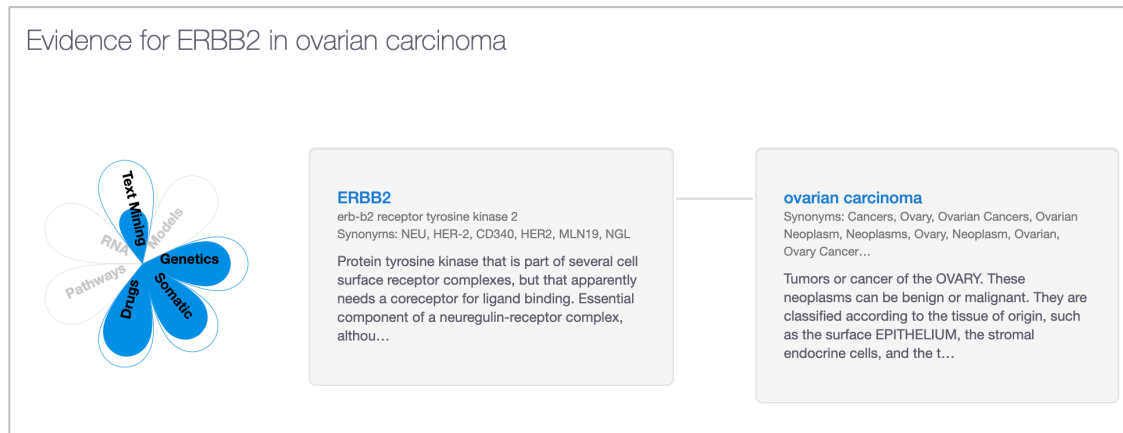 Evidence for ERBB2 in ovarian carcinoma
Text Mining
Models
RNA
Genetics
Pathways
Somatic
Drugs
ERBB2
erb-b2 receptor tyrosine kinase 2
Synonyms: NEU, HER-2, CD340, HER2, MLN19, NGL
Protein tyrosine kinase that is part of several cell
surface receptor complexes, but that apparently
needs a coreceptor for ligand binding. Essential
component of a neuregulin-receptor complex,
althou…
ovarian carcinoma
Synonyms: Cancers, Ovary, Ovarian Cancers, Ovarian
Neoplasm, Neoplasms, Ovary, Neoplasm, Ovarian,
Ovary Cancer…
Tumors or cancer of the OVARY. These
neoplasms can be benign or malignant. They are
classified according to the tissue of origin, such
as the surface EPITHELIUM, the stromal
endocrine cells, and the t…